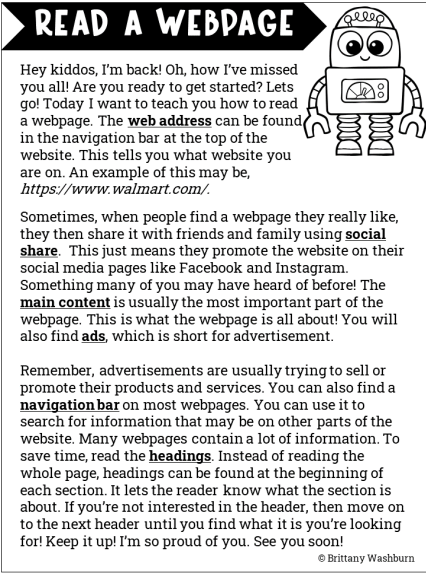 READ A WEBPAGE
Hey kiddos, I'm back! Oh, how I've missed
you all! Are you ready to get started? Lets
go! Today I want to teach you how to read
a webpage. The web address can be found
in the navigation bar at the top of the
website. This tells you what website you
are on. An example of this may be,
https://www.walmart.com/.
Sometimes, when people find a webpage they really like,
they then share it with friends and family using social
share. This just means they promote the website on their
social media pages like Facebook and Instagram.
Something many of you may have heard of before! The
main content is usually the most important part of the
webpage. This is what the webpage is all about! You will
also find ads, which is short for advertisement.
Remember, advertisements are usually trying to sell or
promote their products and services. You can also find a
navigation bar on most webpages. You can use it to
search for information that may be on other parts of the
website. Many webpages contain a lot of information. To
save time, read the headings. Instead of reading the
whole page, headings can be found at the beginning of
each section. It lets the reader know what the section is
about. If you're not interested in the header, then move on
to the next header until you find what it is you're looking
for! Keep it up! I'm so proud of you. See you soon!
© Brittany Washburn